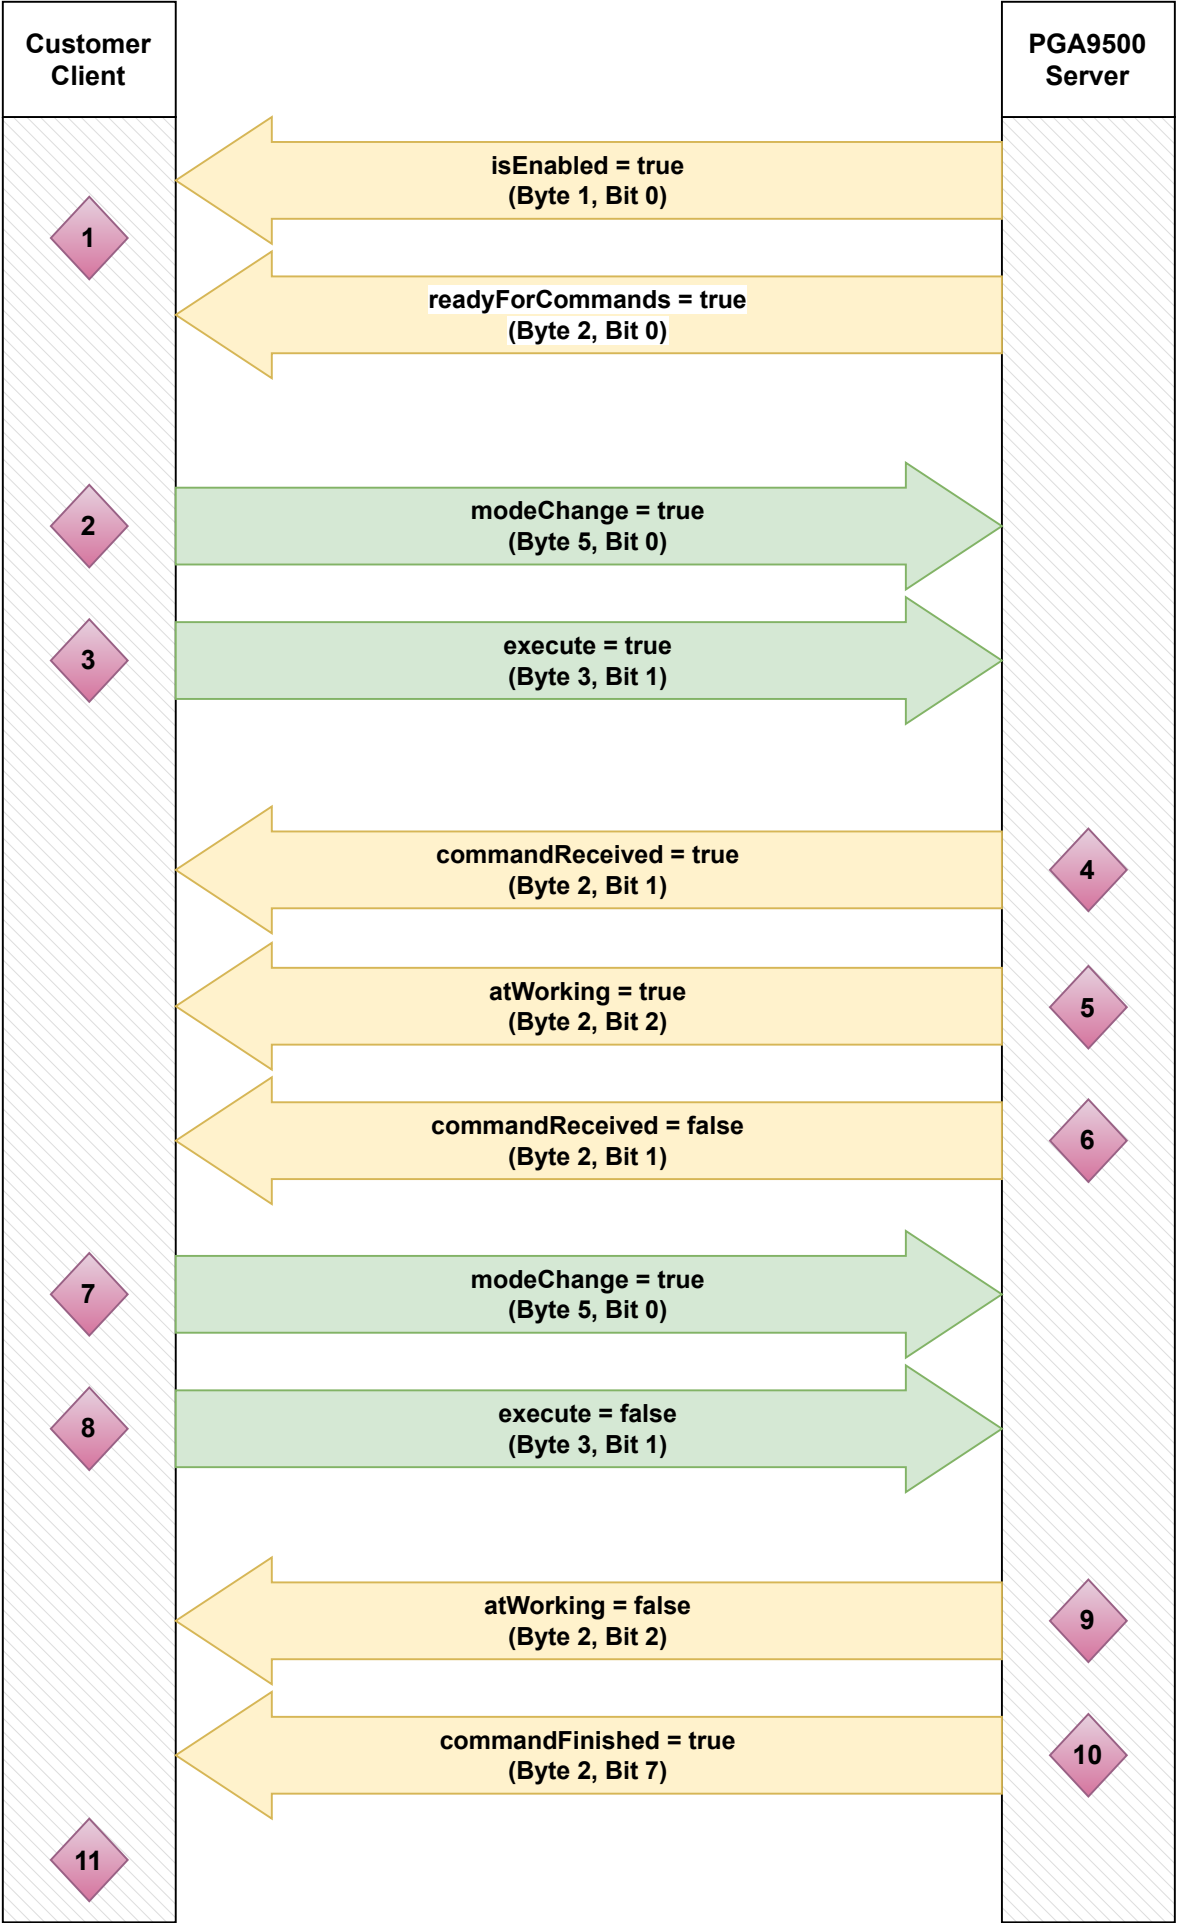 Customer
Client
PGA9500
Server
isEnabled = true
(Byte 1, Bit 0)
1
readyForCommands = true
(Byte 2, Bit 0)
2
modeChange = true
(Byte 5, Bit 0)
3
execute = true
(Byte 3, Bit 1)
commandReceived = true
(Byte 2, Bit 1)
4
atWorking = true
(Byte 2, Bit 2)
5
commandReceived = false
(Byte 2, Bit 1)
6
7
modeChange = true
(Byte 5, Bit 0)
8
execute = false
(Byte 3, Bit 1)
atWorking = false
(Byte 2, Bit 2)
9
commandFinished = true
(Byte 2, Bit 7)
10
11